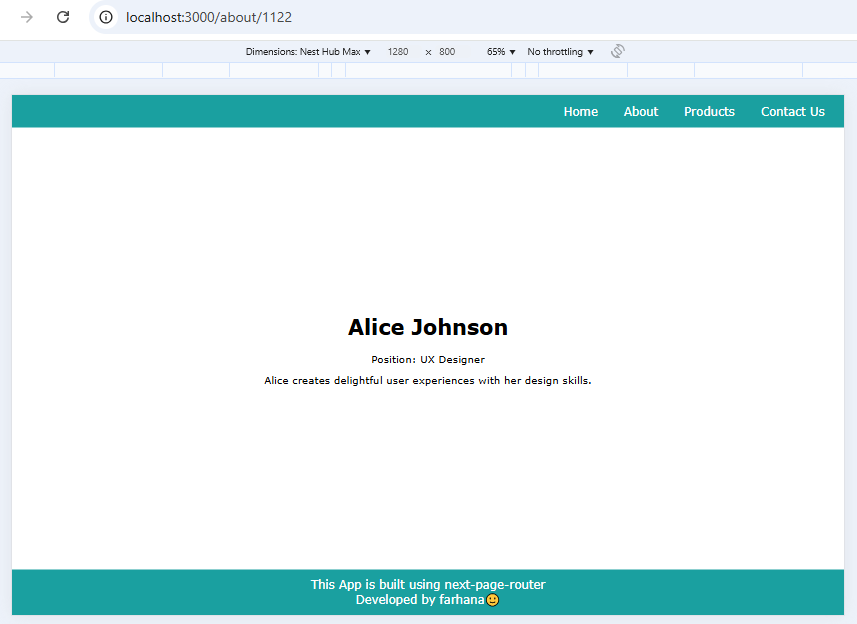 localhost:3000/about/1122
Dimensions: Nest Hub Max ▼ 1280 × 800 65% ▼ No throttling ▼
Home About Products Contact Us
Alice Johnson
Position: UX Designer
Alice creates delightful user experiences with her design skills.
This App is built using next-page-router
Developed by farhana🙂